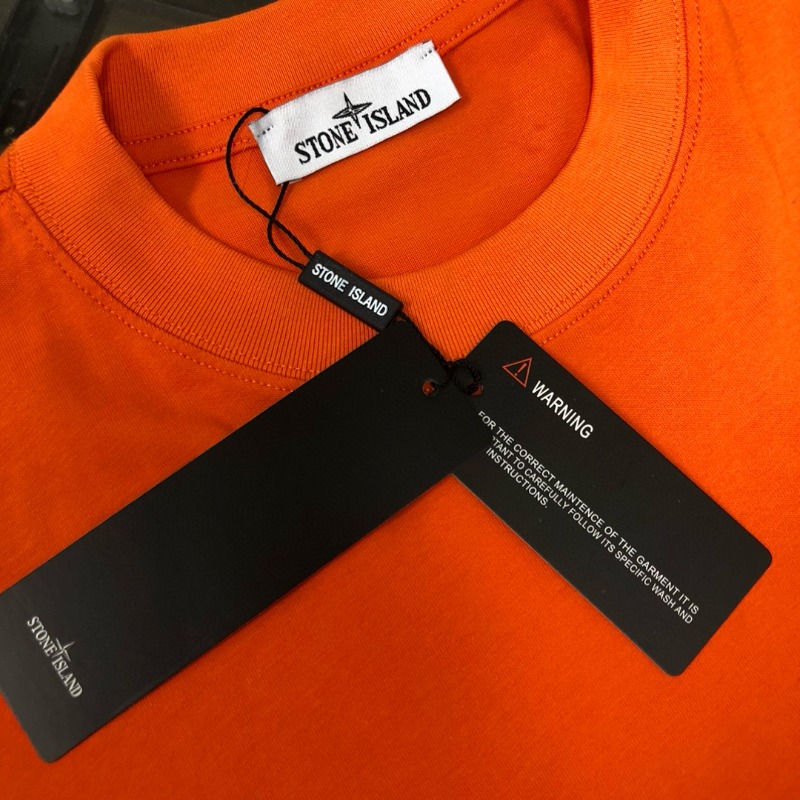 STONE ISLAND
STONE ISLAND
WARNING
FOR THE CORRECT MAINTENCE OF THE GARMENT IT IS
TO CAREFULLY FOLLOW ITS SPECIFIC WASH AND
INSTRUCTIONS.
STONE ISLAND